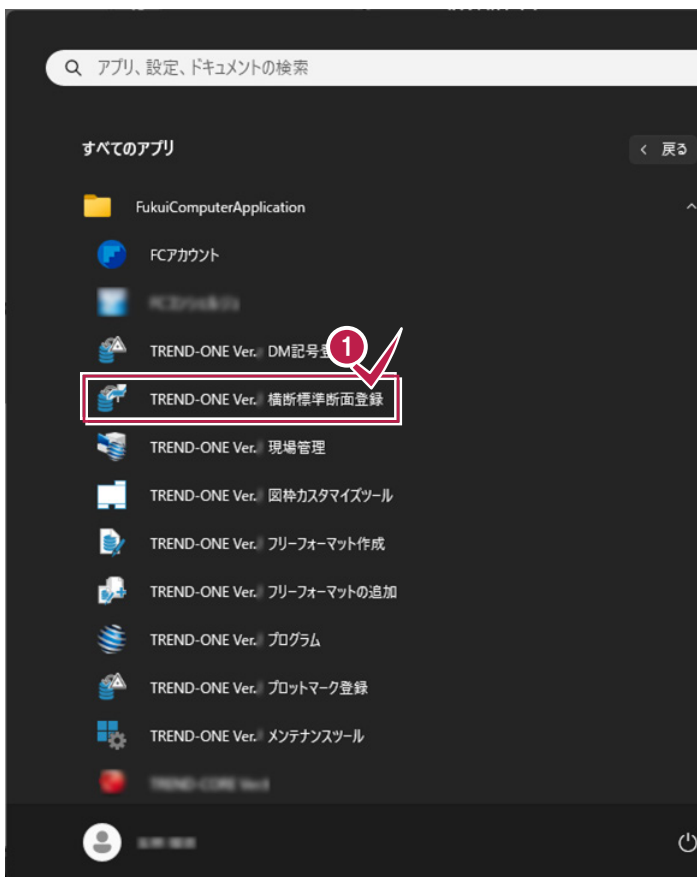 アプリ、設定、ドキュメントの検索
すべてのアプリ
戻る
FukuiComputerApplication
FCアカウント
TREND-ONE Ver. DM記号
1
TREND-ONE Ver. 横断標準断面登録
TREND-ONE Ver. 現場管理
TREND-ONE Ver. 図枠カスタマイズツール
TREND-ONE Ver. フリーフォーマット作成
TREND-ONE Ver. フリーフォーマットの追加
TREND-ONE Ver. プログラム
TREND-ONE Ver. プロットマーク登録
TREND-ONE Ver. メンテナンスツール